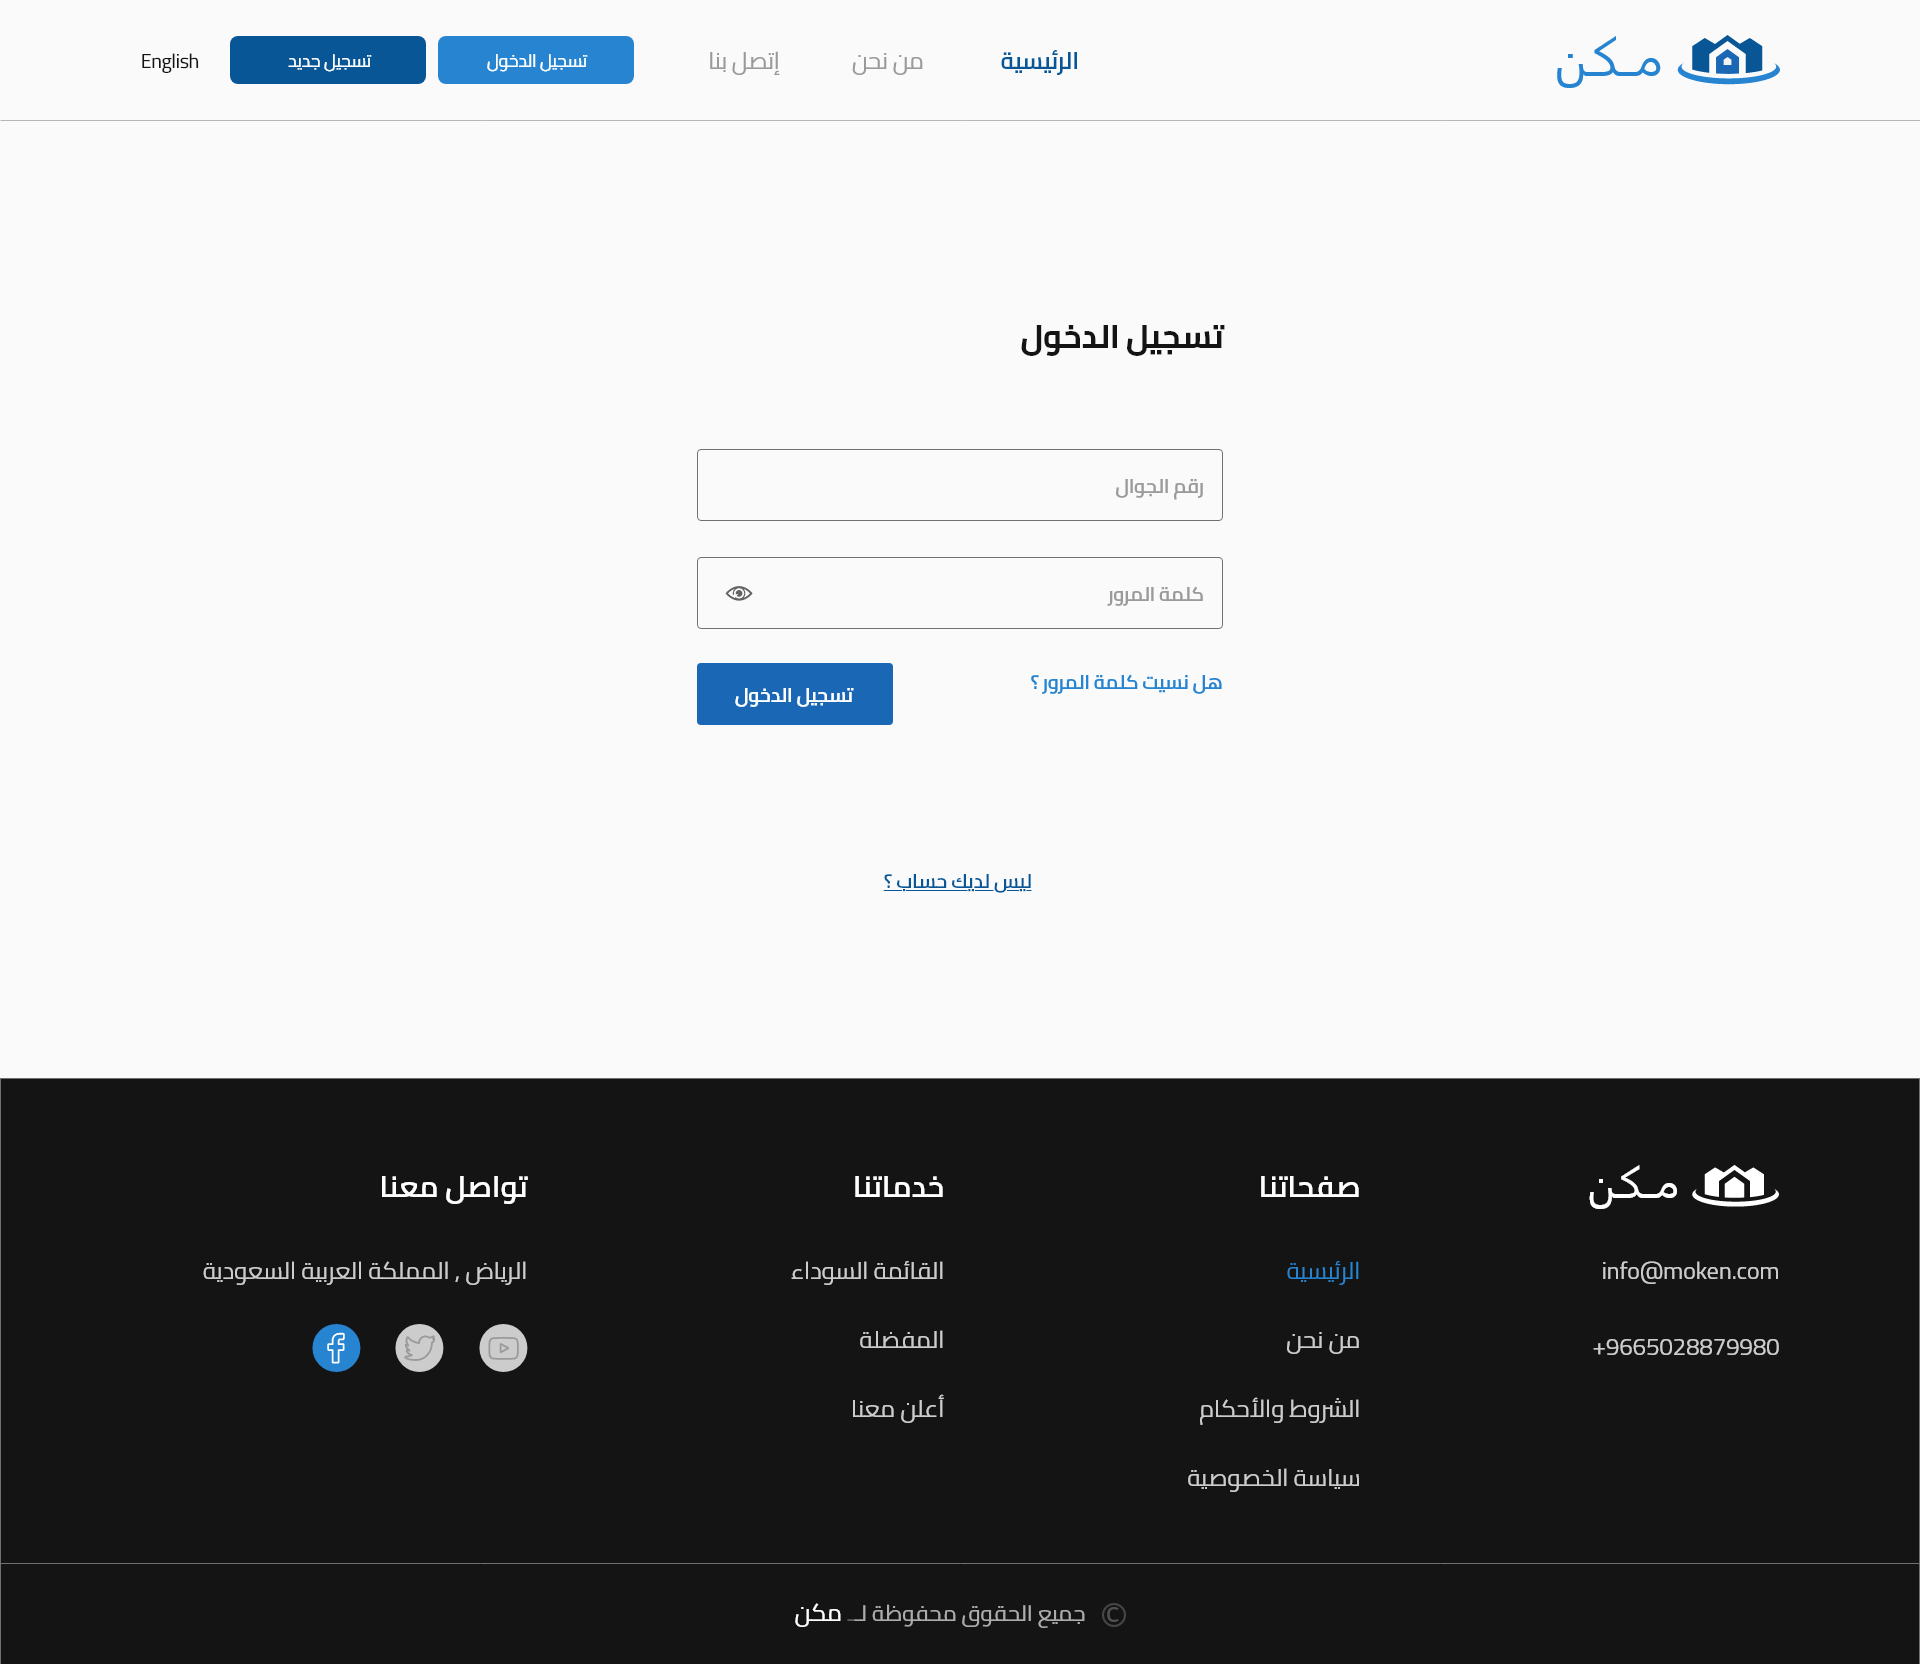 مكن
الرئيسية
من نحن
إتصل بنا
تسجيل الدخول
تسجيل جديد
English
تسجيل الدخول
رقم الجوال
كلمة المرور
هل نسيت كلمة المرور ؟
تسجيل الدخول
ليس لديك حساب ؟
مكن
info@moken.com
+9665028879980
صفحاتنا
الرئيسية
من نحن
الشروط والأحكام
سياسة الخصوصية
خدماتنا
القائمة السوداء
المفضلة
أعلن معنا
تواصل معنا
الرياض , المملكة العربية السعودية
© جميع الحقوق محفوظة لـ مكن